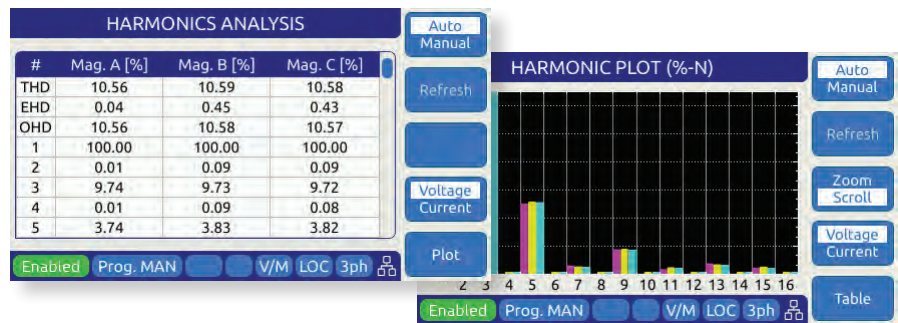 HARMONICS ANALYSIS
# Mag. A [%] Mag. B [%] Mag. C [%]
THD 10.56 10.59 10.58
EHD 0.04 0.45 0.43
OHD 10.56 10.58 10.57
1 100.00 100.00 100.00
2 0.01 0.09 0.09
3 9.74 9.73 9.72
4 0.01 0.09 0.08
5 3.74 3.83 3.82
Enabled Prog. MAN V/M LOC 3ph
Auto
Manual
Refresh
Voltage
Current
Plot
HARMONIC PLOT (%-N)
2 3 4 5 6 7 8 9 10 11 12 13 14 15 16
Enabled Prog. MAN V/M LOC 3ph
Auto
Manual
Refresh
Zoom
Scroll
Voltage
Current
Table